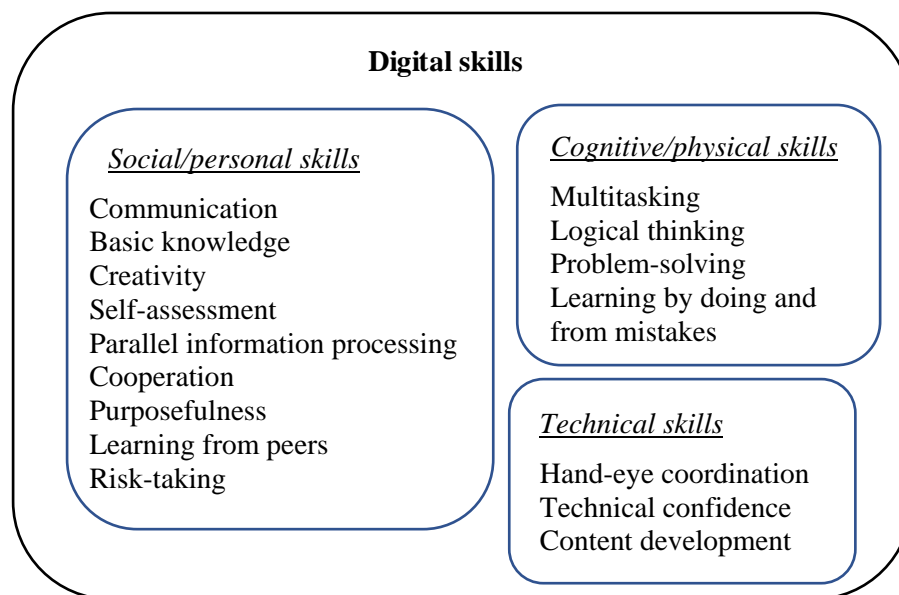 Digital skills
Social/personal skills
Communication
Basic knowledge
Creativity
Self-assessment
Parallel information processing
Cooperation
Purposefulness
Learning from peers
Risk-taking
Cognitive/physical skills
Multitasking
Logical thinking
Problem-solving
Learning by doing and
from mistakes
Technical skills
Hand-eye coordination
Technical confidence
Content development